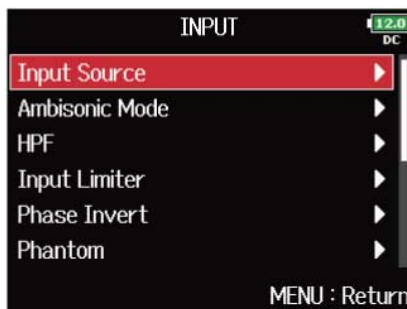 INPUT
12.0
DC
Input Source
Ambisonic Mode
HPF
Input Limiter
Phase Invert
Phantom
MENU : Return